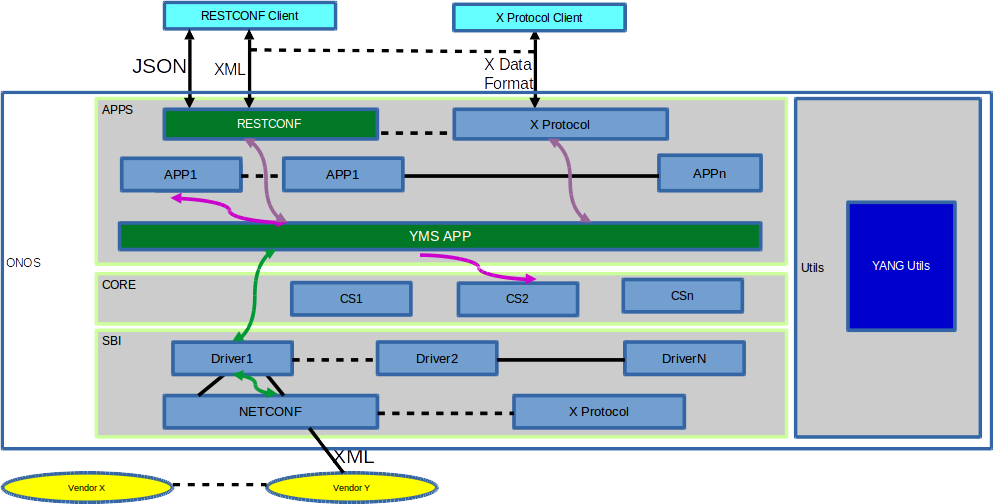 RESTCONF Client
X Protocol Client
JSON
XML
X Data
Format
APPS
RESTCONF
X Protocol
APP1
APP1
APPn
YMS APP
ONOS
CORE
CS1
CS2
CSn
Utils
YANG Utils
SBI
Driver1
Driver2
DriverN
NETCONF
X Protocol
XML
Vendor X
Vendor Y